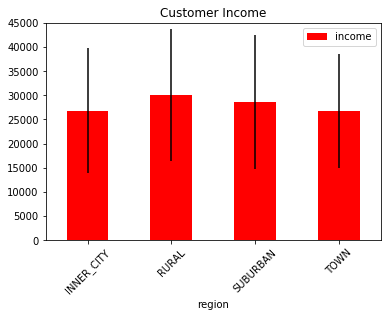 Customer Income
45000
40000
35000
30000
25000
20000
15000
10000
5000
0
income
INNER_CITY
RURAL
SUBURBAN
TOWN
region